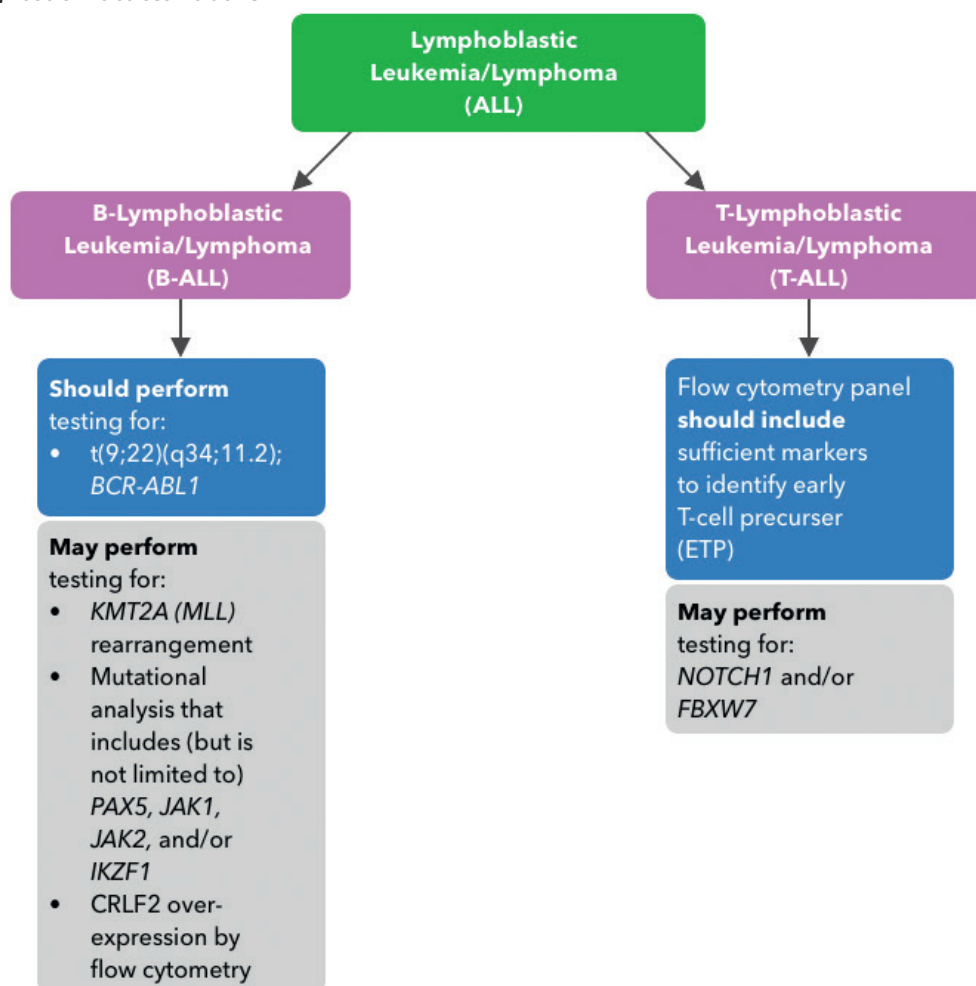 Lymphoblastic
Leukemia/Lymphoma
(ALL)
B-Lymphoblastic
Leukemia/Lymphoma
(B-ALL)
Should perform
testing for:
• t(9;22)(q34;11.2);
BCR-ABL1
May perform
testing for:
• KMT2A (MLL)
rearrangement
• Mutational
analysis that
includes (but is
not limited to)
PAX5, JAK1,
JAK2, and/or
IKZF1
• CRLF2 over-
expression by
flow cytometry
T-Lymphoblastic
Leukemia/Lymphoma
(T-ALL)
Flow cytometry panel
should include
sufficient markers
to identify early
T-cell precurser
(ETP)
May perform
testing for:
NOTCH1 and/or
FBXW7